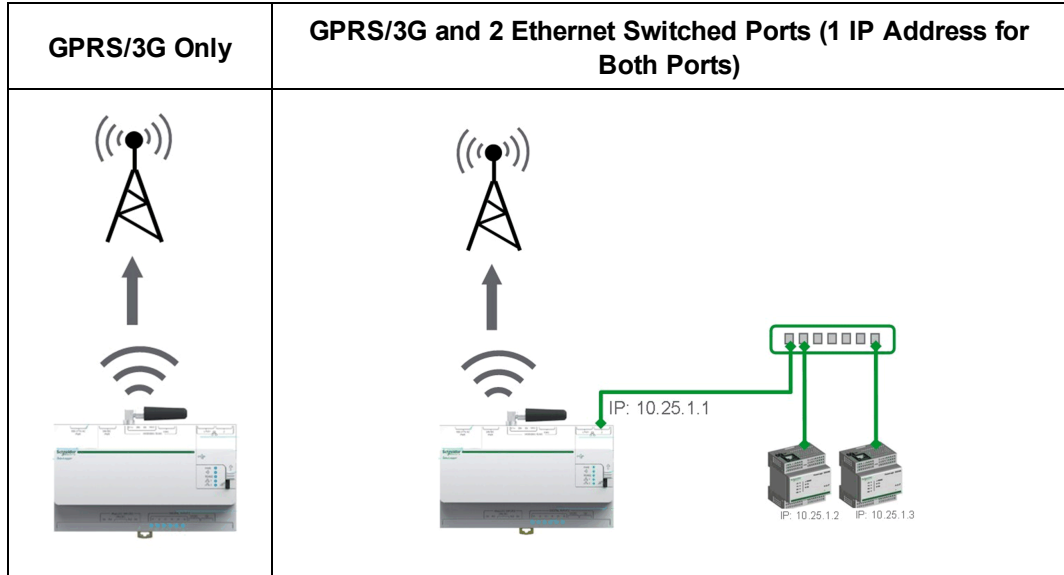 GPRS/3G Only
GPRS/3G and 2 Ethernet Switched Ports (1 IP Address for
Both Ports)
IP: 10.25.1.1
IP: 10.25.1.2
IP: 10.25.1.3